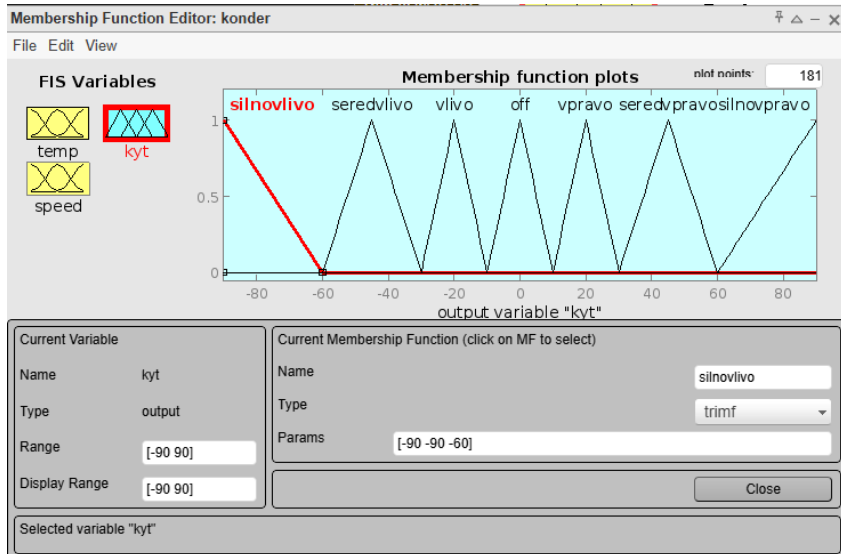 Membership Function Editor: konder
File Edit View
FIS Variables
temp
kyt
speed
Membership function plots
plot points:
181
silnovlivo seredvlivo vlivo off vpravo seredvpravo silnovpravo
1
0.5
0
-80 -60 -40 -20 0 20 40 60 80
output variable "kyt"
Current Variable
Name kyt
Type output
Range [-90 90]
Display Range [-90 90]
Current Membership Function (click on MF to select)
Name silnovlivo
Type trimf
Params [-90 -90 -60]
Close
Selected variable "kyt"